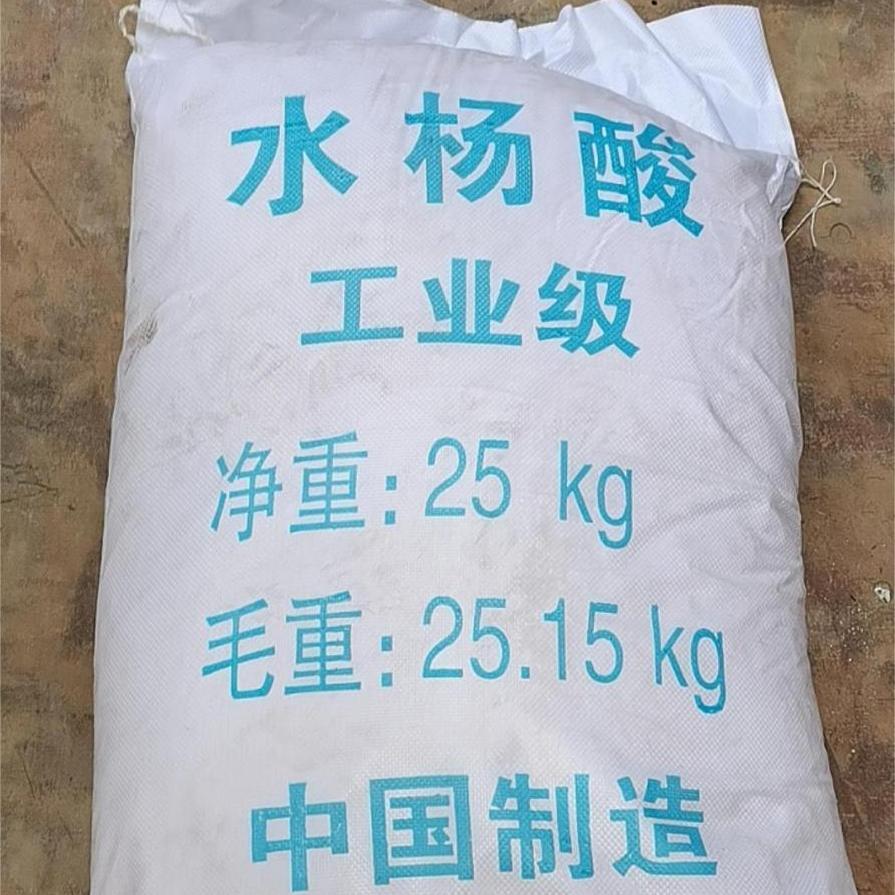 水杨酸
工业级
净重: 25 kg
毛重: 25.15 kg
中国制造